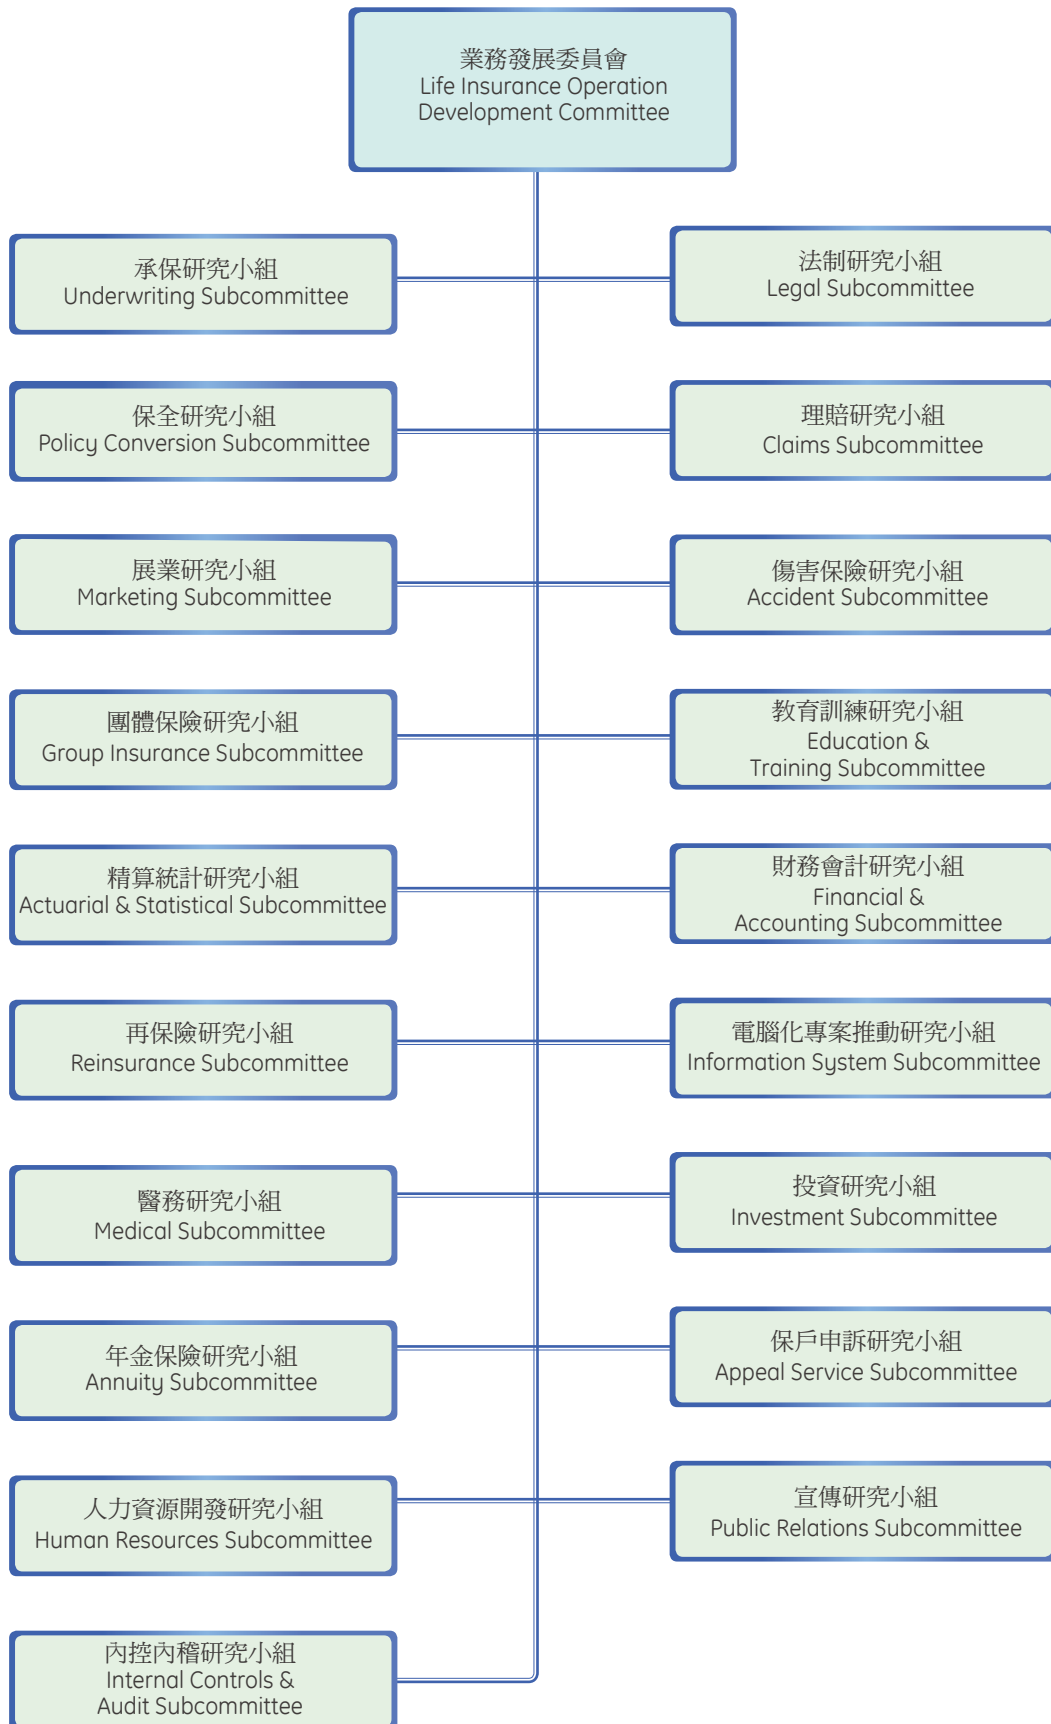 業務發展委員會
Life Insurance Operation
Development Committee
承保研究小組
Underwriting Subcommittee
法制研究小組
Legal Subcommittee
保全研究小組
Policy Conversion Subcommittee
理賠研究小組
Claims Subcommittee
展業研究小組
Marketing Subcommittee
傷害保險研究小組
Accident Subcommittee
團體保險研究小組
Group Insurance Subcommittee
教育訓練研究小組
Education &
Training Subcommittee
精算統計研究小組
Actuarial & Statistical Subcommittee
財務會計研究小組
Financial &
Accounting Subcommittee
再保險研究小組
Reinsurance Subcommittee
電腦化專案推動研究小組
Information System Subcommittee
醫務研究小組
Medical Subcommittee
投資研究小組
Investment Subcommittee
年金保險研究小組
Annuity Subcommittee
保戶申訴研究小組
Appeal Service Subcommittee
人力資源開發研究小組
Human Resources Subcommittee
宣傳研究小組
Public Relations Subcommittee
內控內稽研究小組
Internal Controls &
Audit Subcommittee